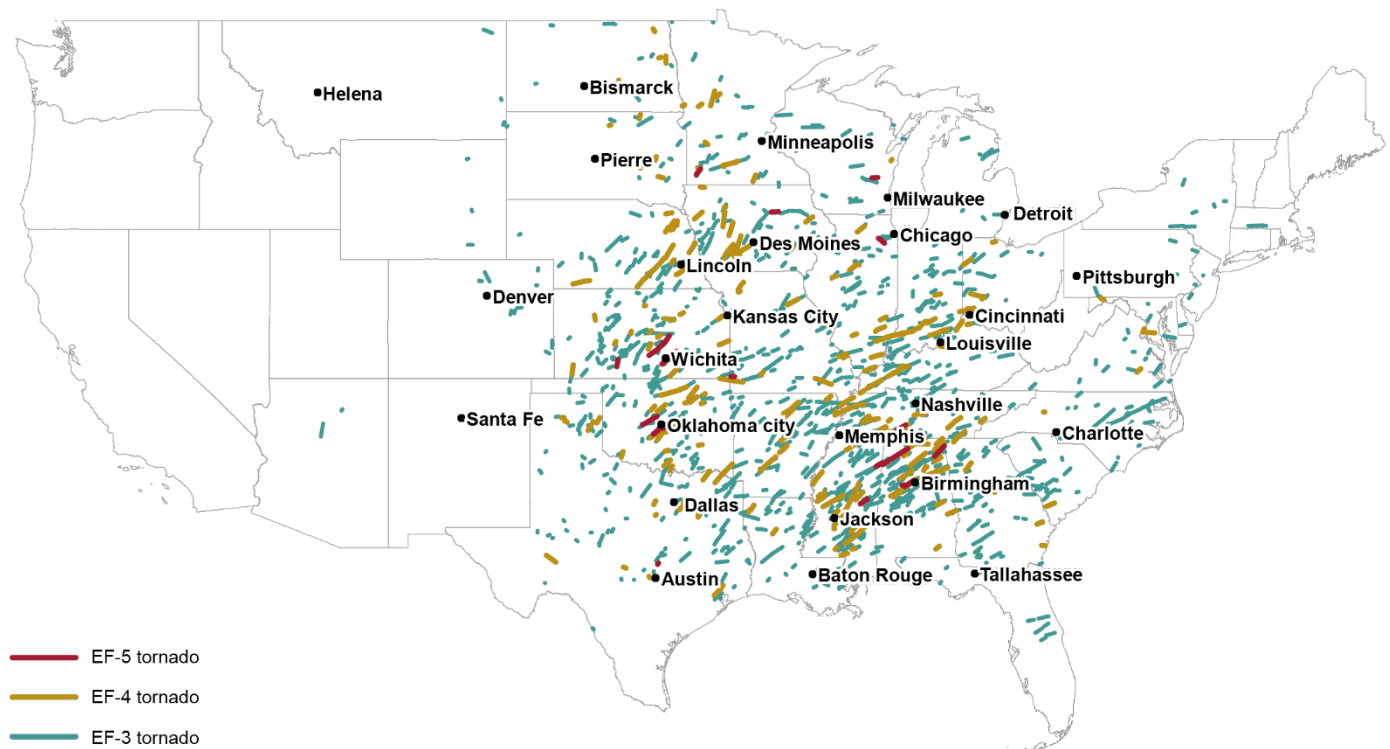 Helena
Bismarck
Minneapolis
Pierre
Milwaukee
Detroit
Chicago
Des Moines
Lincoln
Pittsburgh
Denver
Kansas City
Cincinnati
Louisville
Wichita
Nashville
Santa Fe
Oklahoma city
Memphis
Charlotte
Birmingham
Dallas
Jackson
Austin
Baton Rouge
Tallahassee
EF-5 tornado
EF-4 tornado
EF-3 tornado